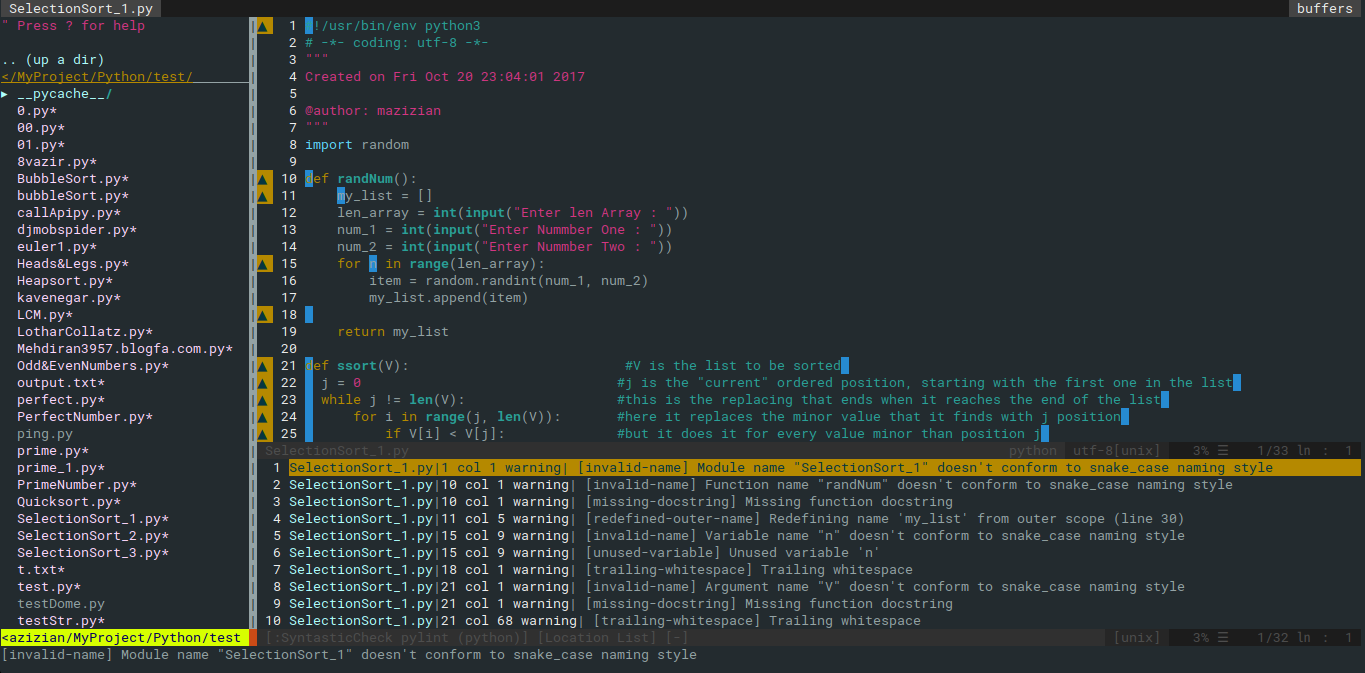 SelectionSort_1.py
buffers
" Press ? for help
.. (up a dir)
</MyProject/Python/test/
▸ __pycache__/
0.py*
00.py*
01.py*
8vazir.py*
BubbleSort.py*
bubbleSort.py*
callApipy.py*
djmobspider.py*
euler1.py*
Heads&Legs.py*
Heapsort.py*
kavenegar.py*
LCM.py*
LotharCollatz.py*
Mehdiran3957.blogfa.com.py*
Odd&EvenNumbers.py*
output.txt*
perfect.py*
PerfectNumber.py*
ping.py
prime.py*
prime_1.py*
PrimeNumber.py*
Quicksort.py*
SelectionSort_1.py*
SelectionSort_2.py*
SelectionSort_3.py*
t.txt*
test.py*
testDome.py
testStr.py*
<azizian/MyProject/Python/test
1 #!/usr/bin/env python3
2 # -*- coding: utf-8 -*-
3 """
4 Created on Fri Oct 20 23:04:01 2017
5
6 @author: mazizian
7 """
8 import random
9
10 def randNum():
11 my_list = []
12 len_array = int(input("Enter len Array : "))
13 num_1 = int(input("Enter Nummber One : "))
14 num_2 = int(input("Enter Nummber Two : "))
15 for n in range(len_array):
16 item = random.randint(num_1, num_2)
17 my_list.append(item)
18
19 return my_list
20
21 def ssort(V): #V is the list to be sorted
22 j = 0 #j is the "current" ordered position, starting with the first one in the list
23 while j != len(V): #this is the replacing that ends when it reaches the end of the list
24 for i in range(j, len(V)): #here it replaces the minor value that it finds with j position
25 if V[i] < V[j]: #but it does it for every value minor than position j
SelectionSort_1.py python utf-8[unix] 3% ☰ 1/33 ln : 1
1 SelectionSort_1.py|1 col 1 warning| [invalid-name] Module name "SelectionSort_1" doesn't conform to snake_case naming style
2 SelectionSort_1.py|10 col 1 warning| [invalid-name] Function name "randNum" doesn't conform to snake_case naming style
3 SelectionSort_1.py|10 col 1 warning| [missing-docstring] Missing function docstring
4 SelectionSort_1.py|11 col 5 warning| [redefined-outer-name] Redefining name 'my_list' from outer scope (line 30)
5 SelectionSort_1.py|15 col 9 warning| [invalid-name] Variable name "n" doesn't conform to snake_case naming style
6 SelectionSort_1.py|15 col 9 warning| [unused-variable] Unused variable 'n'
7 SelectionSort_1.py|18 col 1 warning| [trailing-whitespace] Trailing whitespace
8 SelectionSort_1.py|21 col 1 warning| [invalid-name] Argument name "V" doesn't conform to snake_case naming style
9 SelectionSort_1.py|21 col 1 warning| [missing-docstring] Missing function docstring
10 SelectionSort_1.py|21 col 68 warning| [trailing-whitespace] Trailing whitespace
[:SyntasticCheck pylint (python)] [Location List] [-] [unix] 3% ☰ 1/32 ln : 1
[invalid-name] Module name "SelectionSort_1" doesn't conform to snake_case naming style